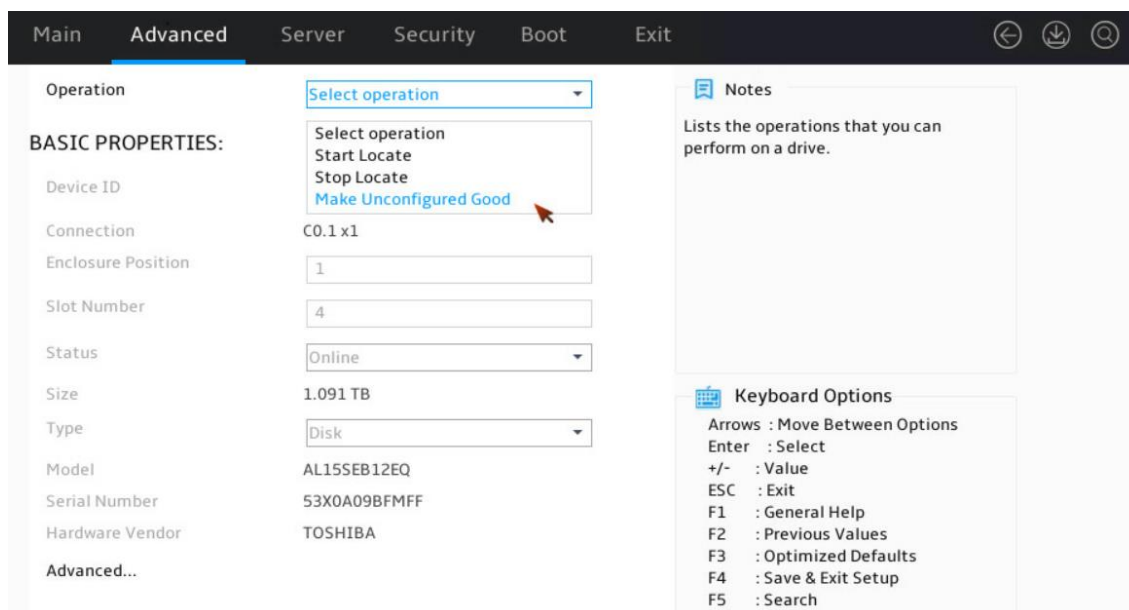 Main Advanced Server Security Boot Exit
Operation
Select operation
Select operation
Start Locate
Stop Locate
Make Unconfigured Good
BASIC PROPERTIES:
Device ID
Connection C0.1 x1
Enclosure Position 1
Slot Number 4
Status Online
Size 1.091 TB
Type Disk
Model AL15SEB12EQ
Serial Number 53X0A09BFMFF
Hardware Vendor TOSHIBA
Advanced...
Notes
Lists the operations that you can
perform on a drive.
Keyboard Options
Arrows : Move Between Options
Enter : Select
+/- : Value
ESC : Exit
F1 : General Help
F2 : Previous Values
F3 : Optimized Defaults
F4 : Save & Exit Setup
F5 : Search